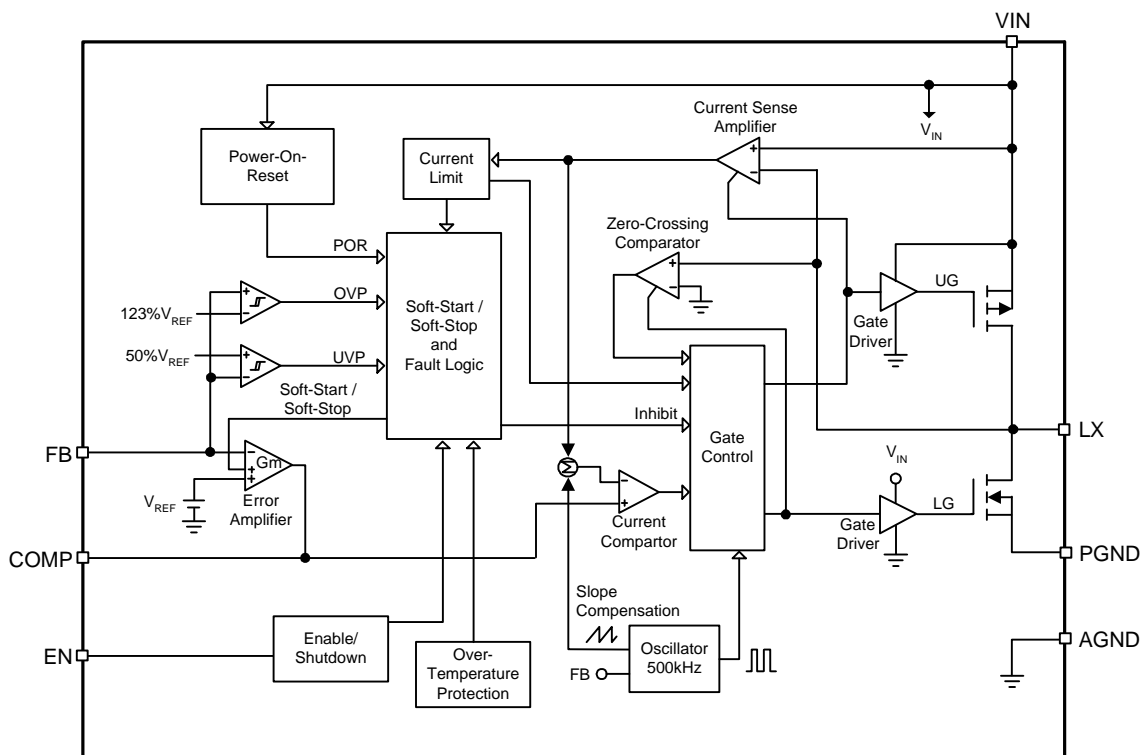 VIN
Current Sense
Amplifier
VIN
Power-On-
Reset
Current
Limit
+
-
Zero-Crossing
Comparator
POR
+
-
UG
OVP
123%VREF
+
-
Soft-Start /
Soft-Stop
and
Fault Logic
Gate
Driver
UVP
50%VREF
+
-
Soft-Start /
Soft-Stop
Inhibit
Gate
Control
LX
FB
-
+
+
Gm
VREF
Error
Amplifier
Σ
-
+
Current
Compartor
VIN
LG
Gate
Driver
COMP
PGND
Slope
Compensation
EN
Enable/
Shutdown
Over-
Temperature
Protection
Oscillator
500kHz
FB
AGND